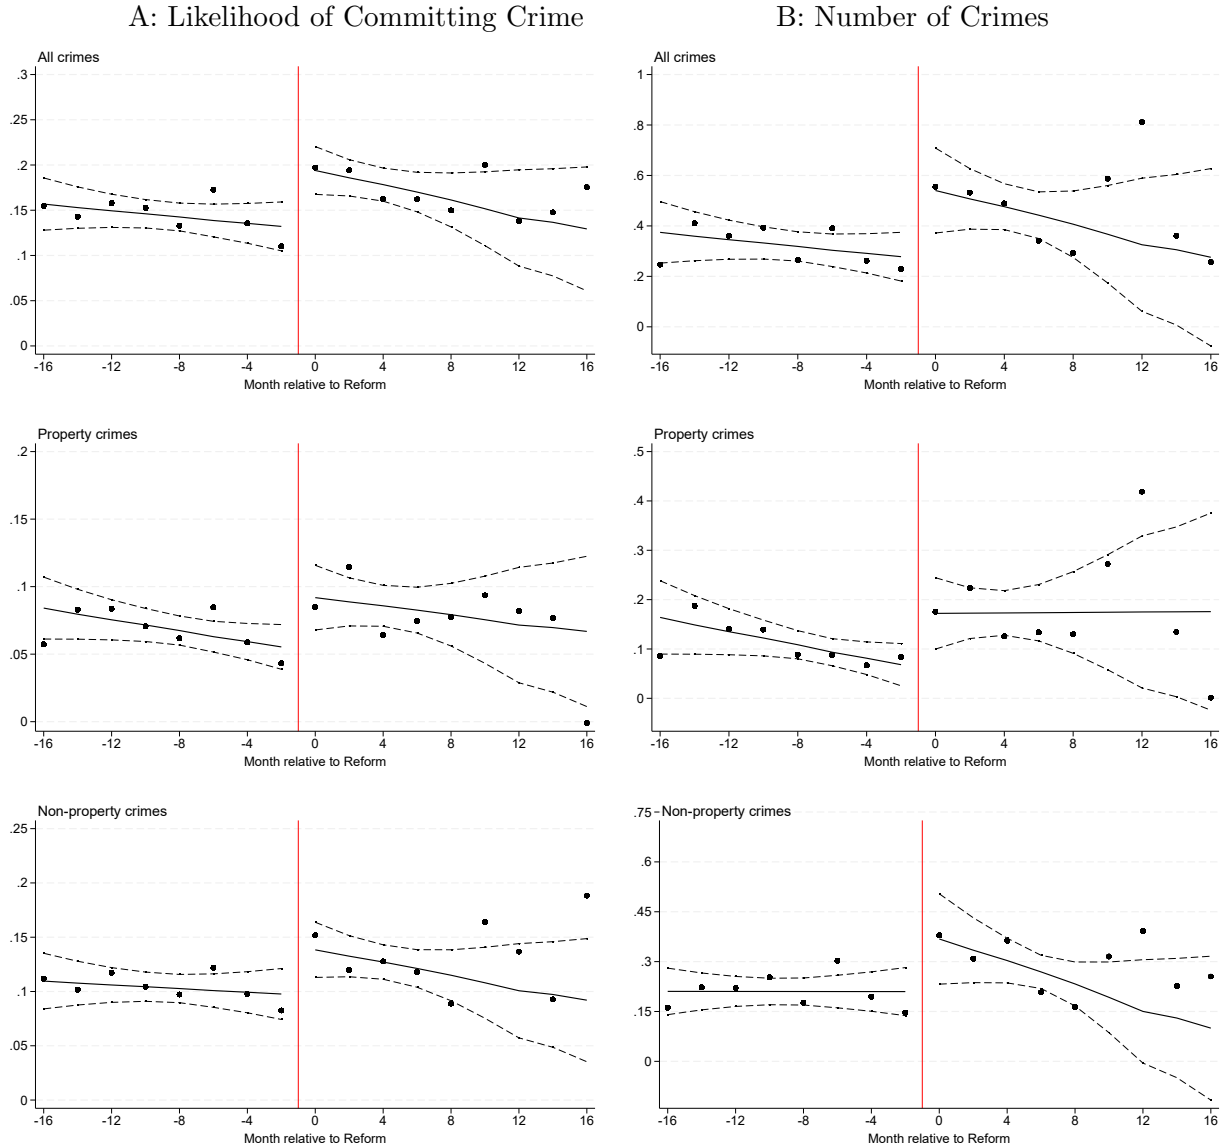 A: Likelihood of Committing Crime
B: Number of Crimes
All crimes
.3
.25
.2
.15
.1
.05
0
-16 -12 -8 -4 0 4 8 12 16
Month relative to Reform
All crimes
1
.8
.6
.4
.2
0
-16 -12 -8 -4 0 4 8 12 16
Month relative to Reform
Property crimes
.2
.15
.1
.05
0
-16 -12 -8 -4 0 4 8 12 16
Month relative to Reform
Property crimes
.5
.4
.3
.2
.1
0
-16 -12 -8 -4 0 4 8 12 16
Month relative to Reform
Non-property crimes
.25
.2
.15
.1
.05
0
-16 -12 -8 -4 0 4 8 12 16
Month relative to Reform
Non-property crimes
.75
.6
.45
.3
.15
0
-16 -12 -8 -4 0 4 8 12 16
Month relative to Reform